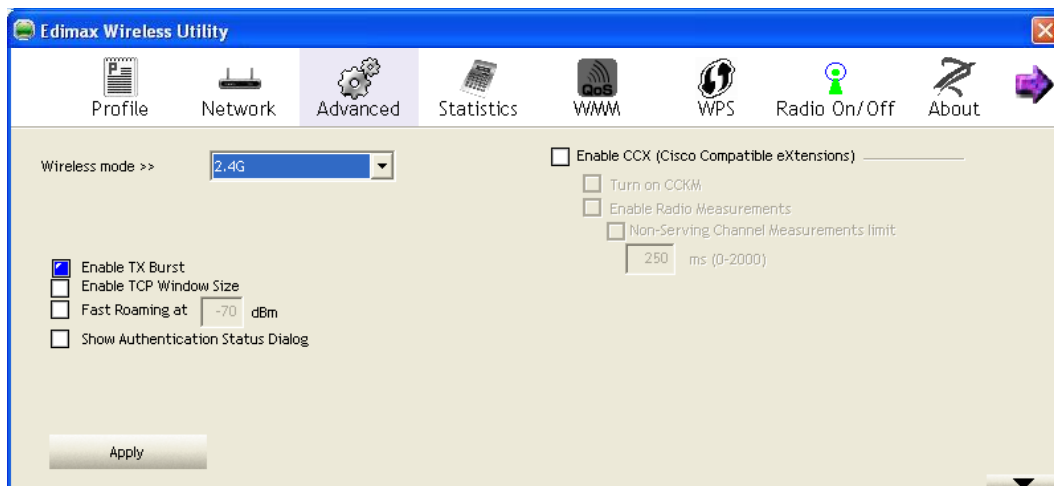 Edimax Wireless Utility
Profile Network Advanced Statistics WMM WPS Radio On/Off About
P
QoS
Wireless mode >> 2.4G
Enable TX Burst
Enable TCP Window Size
Fast Roaming at -70 dBm
Show Authentication Status Dialog
Apply
Enable CCX (Cisco Compatible eXtensions)
Turn on CCKM
Enable Radio Measurements
Non-Serving Channel Measurements limit
250 ms (0-2000)